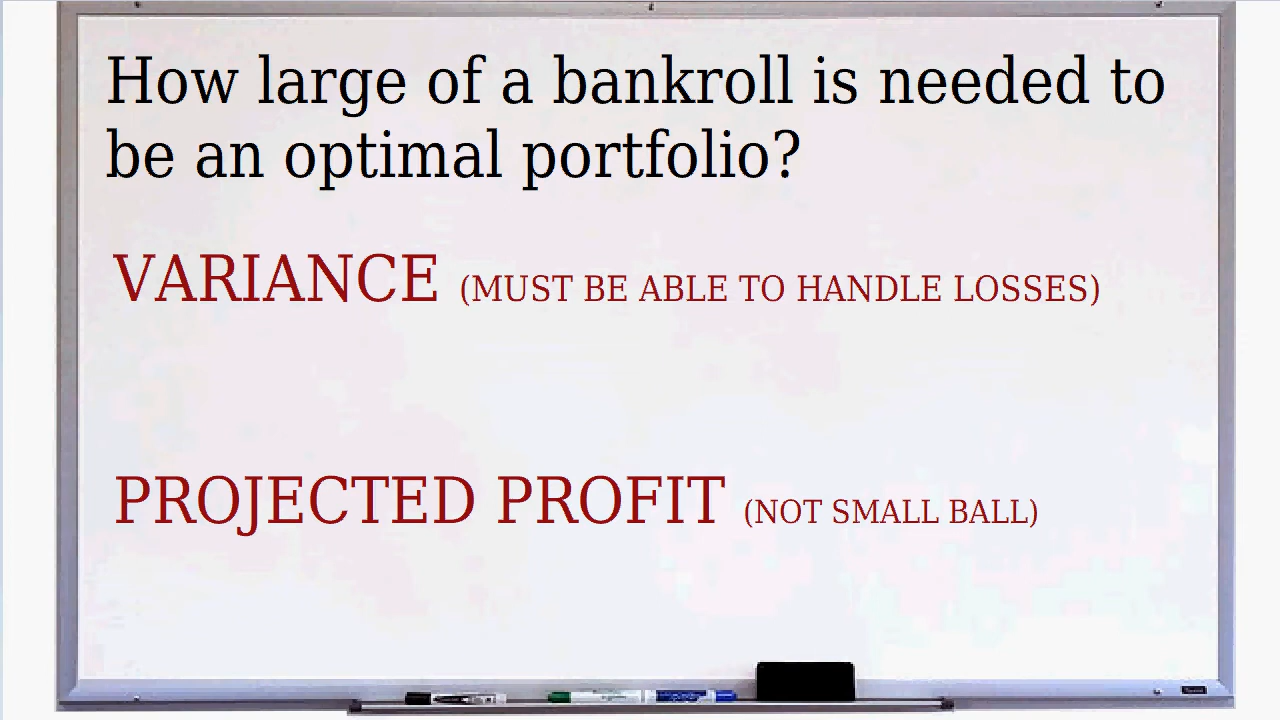 How large of a bankroll is needed to
be an optimal portfolio?
VARIANCE (MUST BE ABLE TO HANDLE LOSSES)
PROJECTED PROFIT (NOT SMALL BALL)